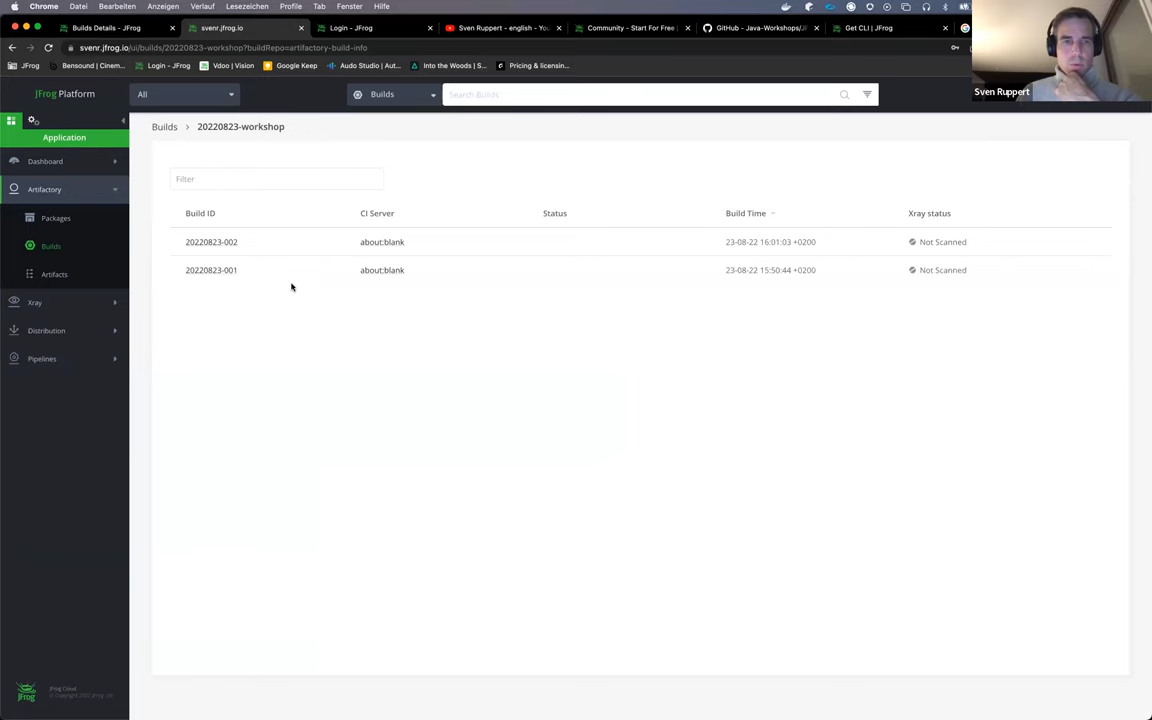 Chrome Datei Bearbeiten Anzeigen Verlauf Lesezeichen Profile Tab Fenster Hilfe
Builds Details - JFrog svenr.jfrog.io Login - JFrog Sven Ruppert - english - You Community - Start For Free GitHub - Java-Workshops/JF Get CLI | JFrog
svenr.jfrog.io/ui/builds/20220823-workshop?buildRepo=artifactory-build-info
JFrog Bensound | Cinem... Login - JFrog Vdoo | Vision Google Keep Audo Studio | Aut... Into the Woods | S... Pricing & licensin...
Sven Ruppert
JFrog Platform All Builds Search Builds
Application
Builds > 20220823-workshop
Dashboard
Filter
Artifactory
Packages
Builds
Artifacts
Xray
Distribution
Pipelines
Build ID CI Server Status Build Time Xray status
20220823-002 about:blank 23-08-22 16:01:03 +0200 Not Scanned
20220823-001 about:blank 23-08-22 15:50:44 +0200 Not Scanned
JFrog
JFrog Cloud